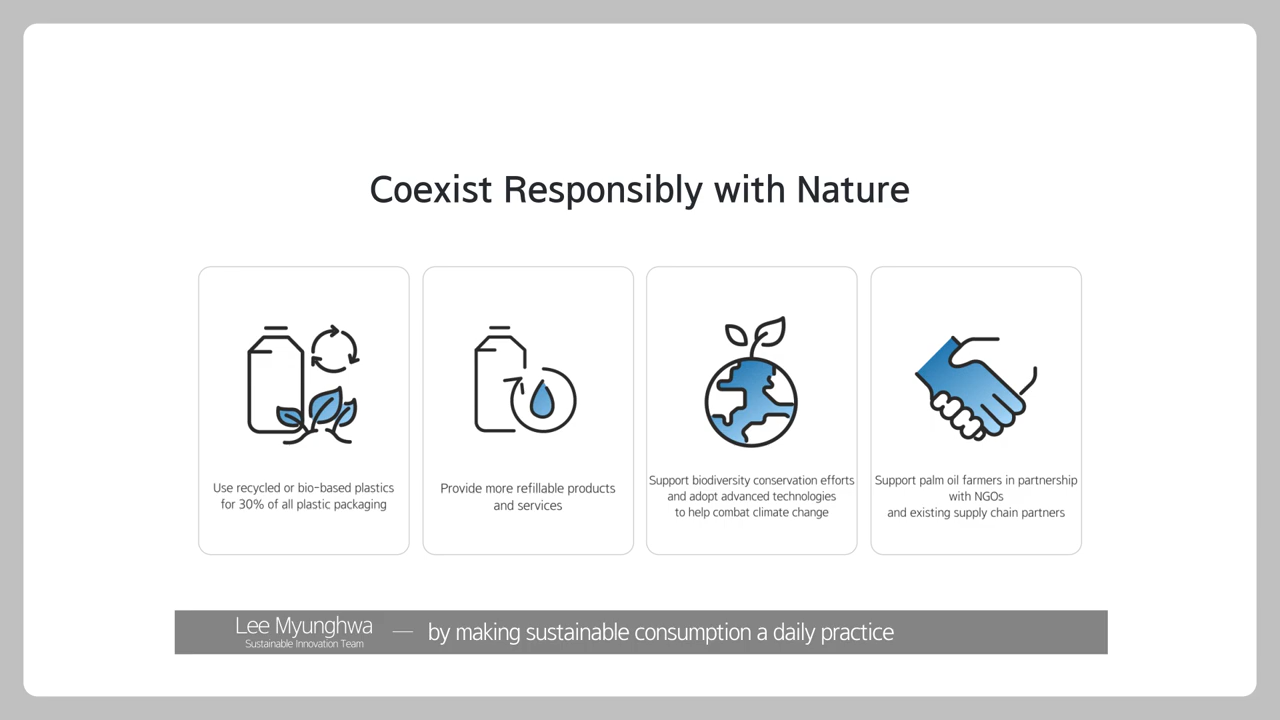 Coexist Responsibly with Nature
Use recycled or bio-based plastics
for 30% of all plastic packaging
Provide more refillable products
and services
Support biodiversity conservation efforts
and adopt advanced technologies
to help combat climate change
Support palm oil farmers in partnership
with NGOs
and existing supply chain partners
Lee Myunghwa
Sustainable Innovation Team
— by making sustainable consumption a daily practice